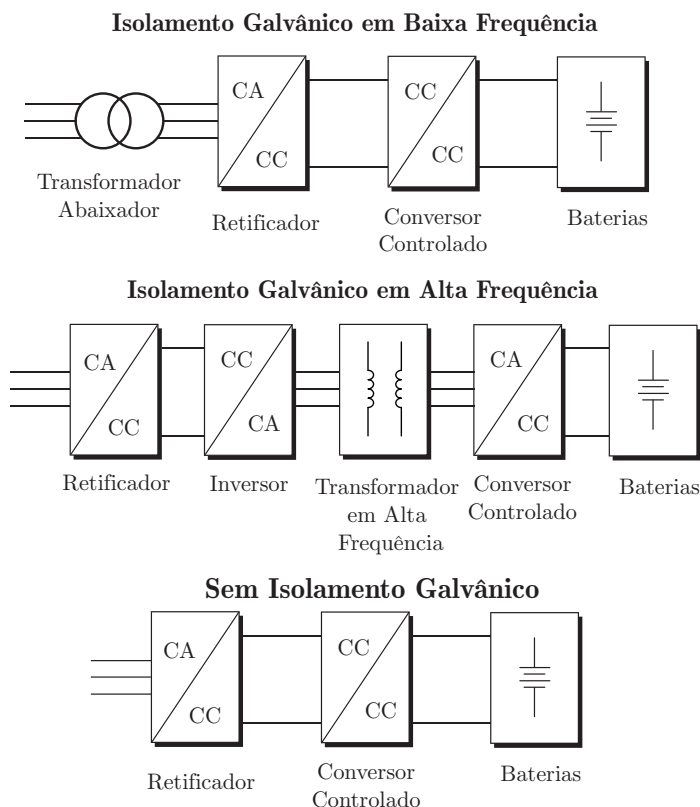 Isolamento Galvânico em Baixa Frequência
CA
CC
CC
CC
Transformador
Abaixador
Retificador
Conversor
Controlado
Baterias
Isolamento Galvânico em Alta Frequência
CA
CC
CC
CA
CA
CC
Retificador
Inversor
Transformador
em Alta
Frequência
Conversor
Controlado
Baterias
Sem Isolamento Galvânico
CA
CC
CC
CC
Retificador
Conversor
Controlado
Baterias